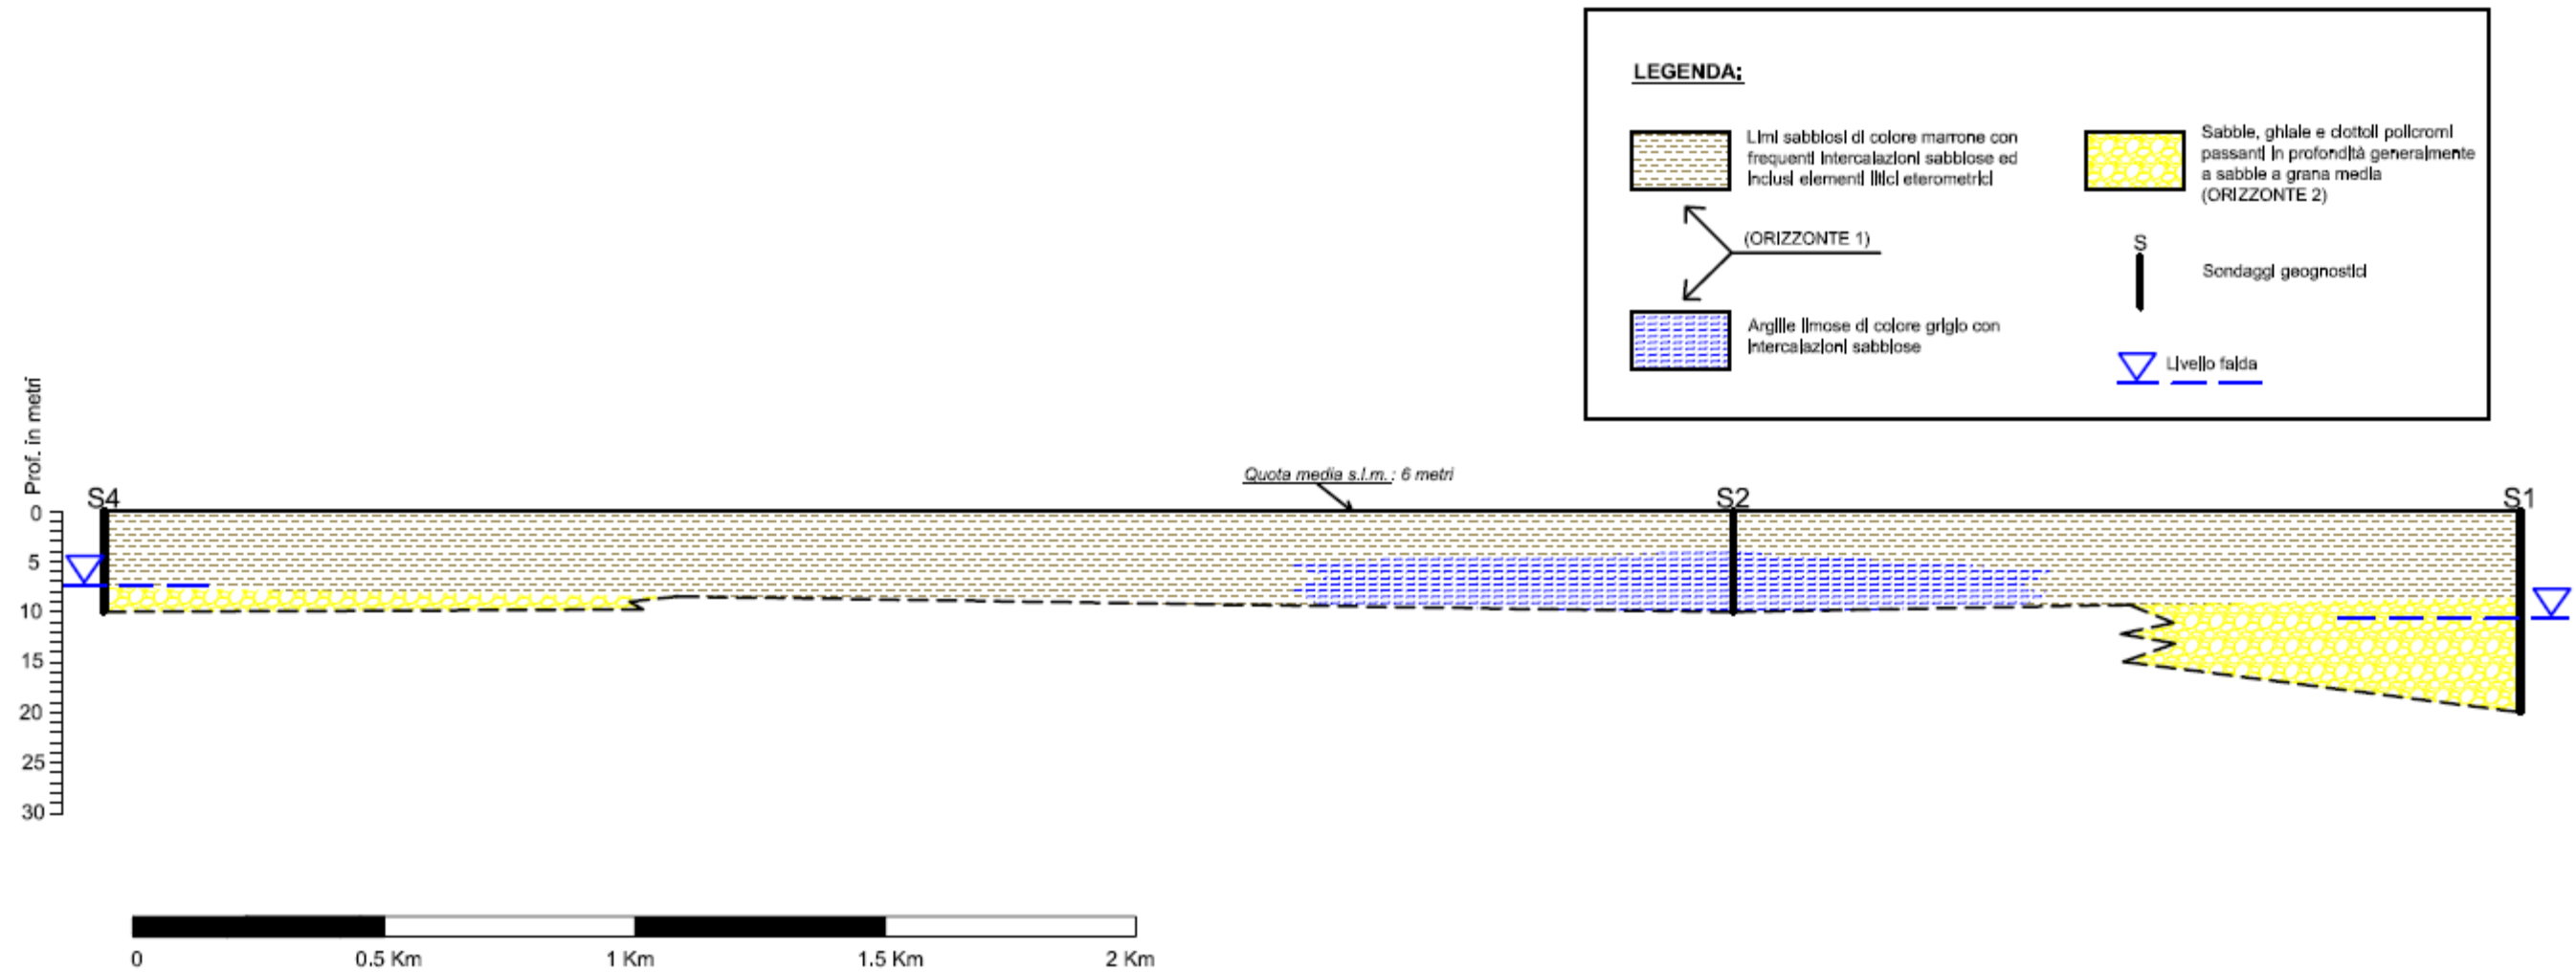 LEGENDA:
Limi sabbiosi di colore marrone con
frequenti intercalazioni sabbiose ed
inclusi elementi litici eterometrici
(ORIZZONTE 1)
Argille limose di colore grigio con
intercalazioni sabbiose
Sabbie, ghiaie e ciottoli policromi
passanti in profondità generalmente
a sabbie a grana media
(ORIZZONTE 2)
S
Sondaggi geognostici
Livello falda
Prof. in metri
Quota media s.l.m.: 6 metri
S4
S2
S1
0
5
10
15
20
25
30
0
0.5 Km
1 Km
1.5 Km
2 Km